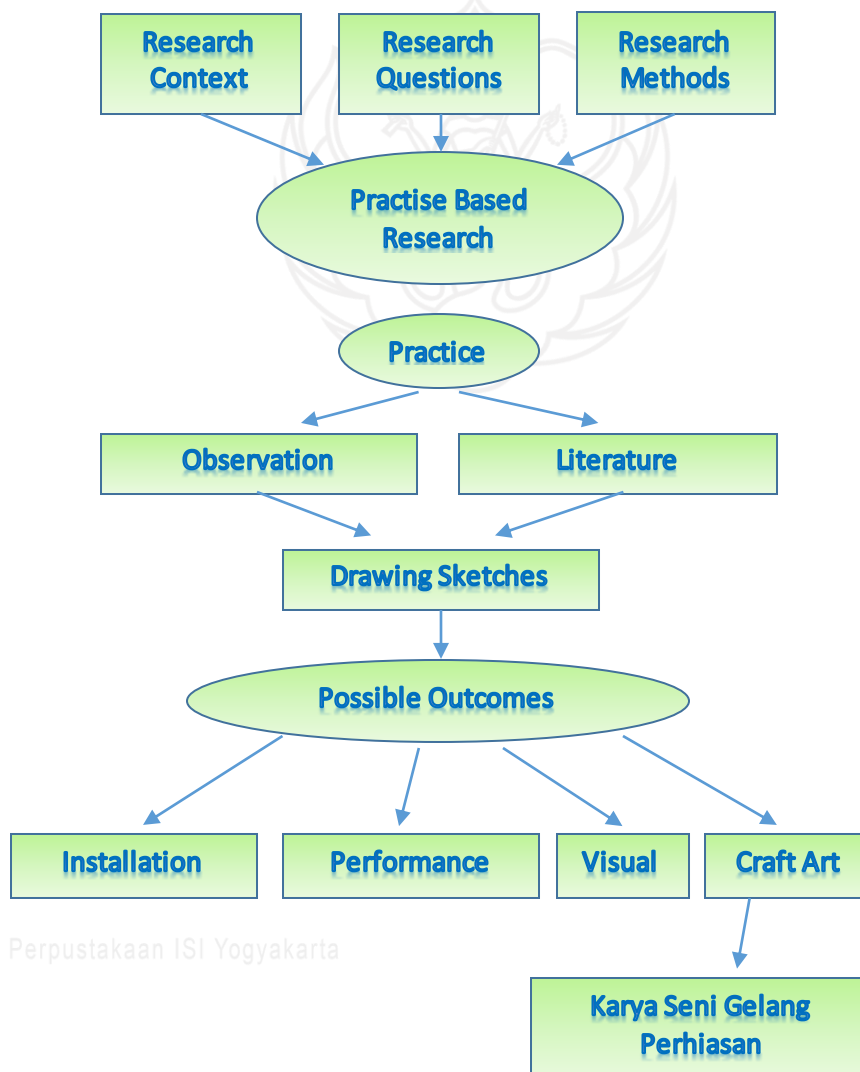 Research
Context
Research
Questions
Research
Methods
Practise Based
Research
Practice
Observation
Literature
Drawing Sketches
Possible Outcomes
Installation
Performance
Visual
Craft Art
Perpustakaan ISI Yogyakarta
Karya Seni Gelang
Perhiasan